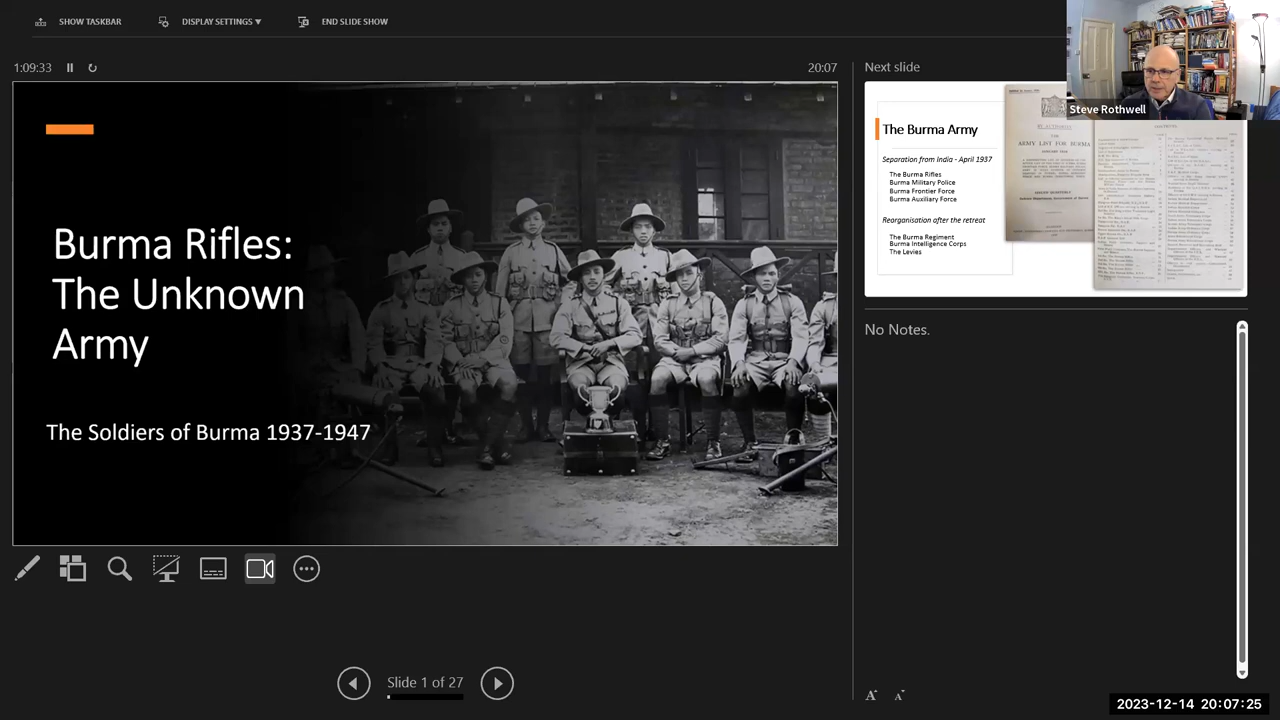 SHOW TASKBAR
DISPLAY SETTINGS ▼
END SLIDE SHOW
1:09:33
20:07
Next slide
Steve Rothwell
Burma Rifles:
The Unknown
Army
The Soldiers of Burma 1937-1947
The Burma Army
Separation from India - April 1937
The Burma Rifles
Burma Military Police
Burma Frontier Force
Burma Auxiliary Force
Reorganisation after the retreat
The Burma Regiment
Burma Intelligence Corps
The Levies
ARMY LIST FOR BURMA
No Notes.
Slide 1 of 27
2023-12-14 20:07:25